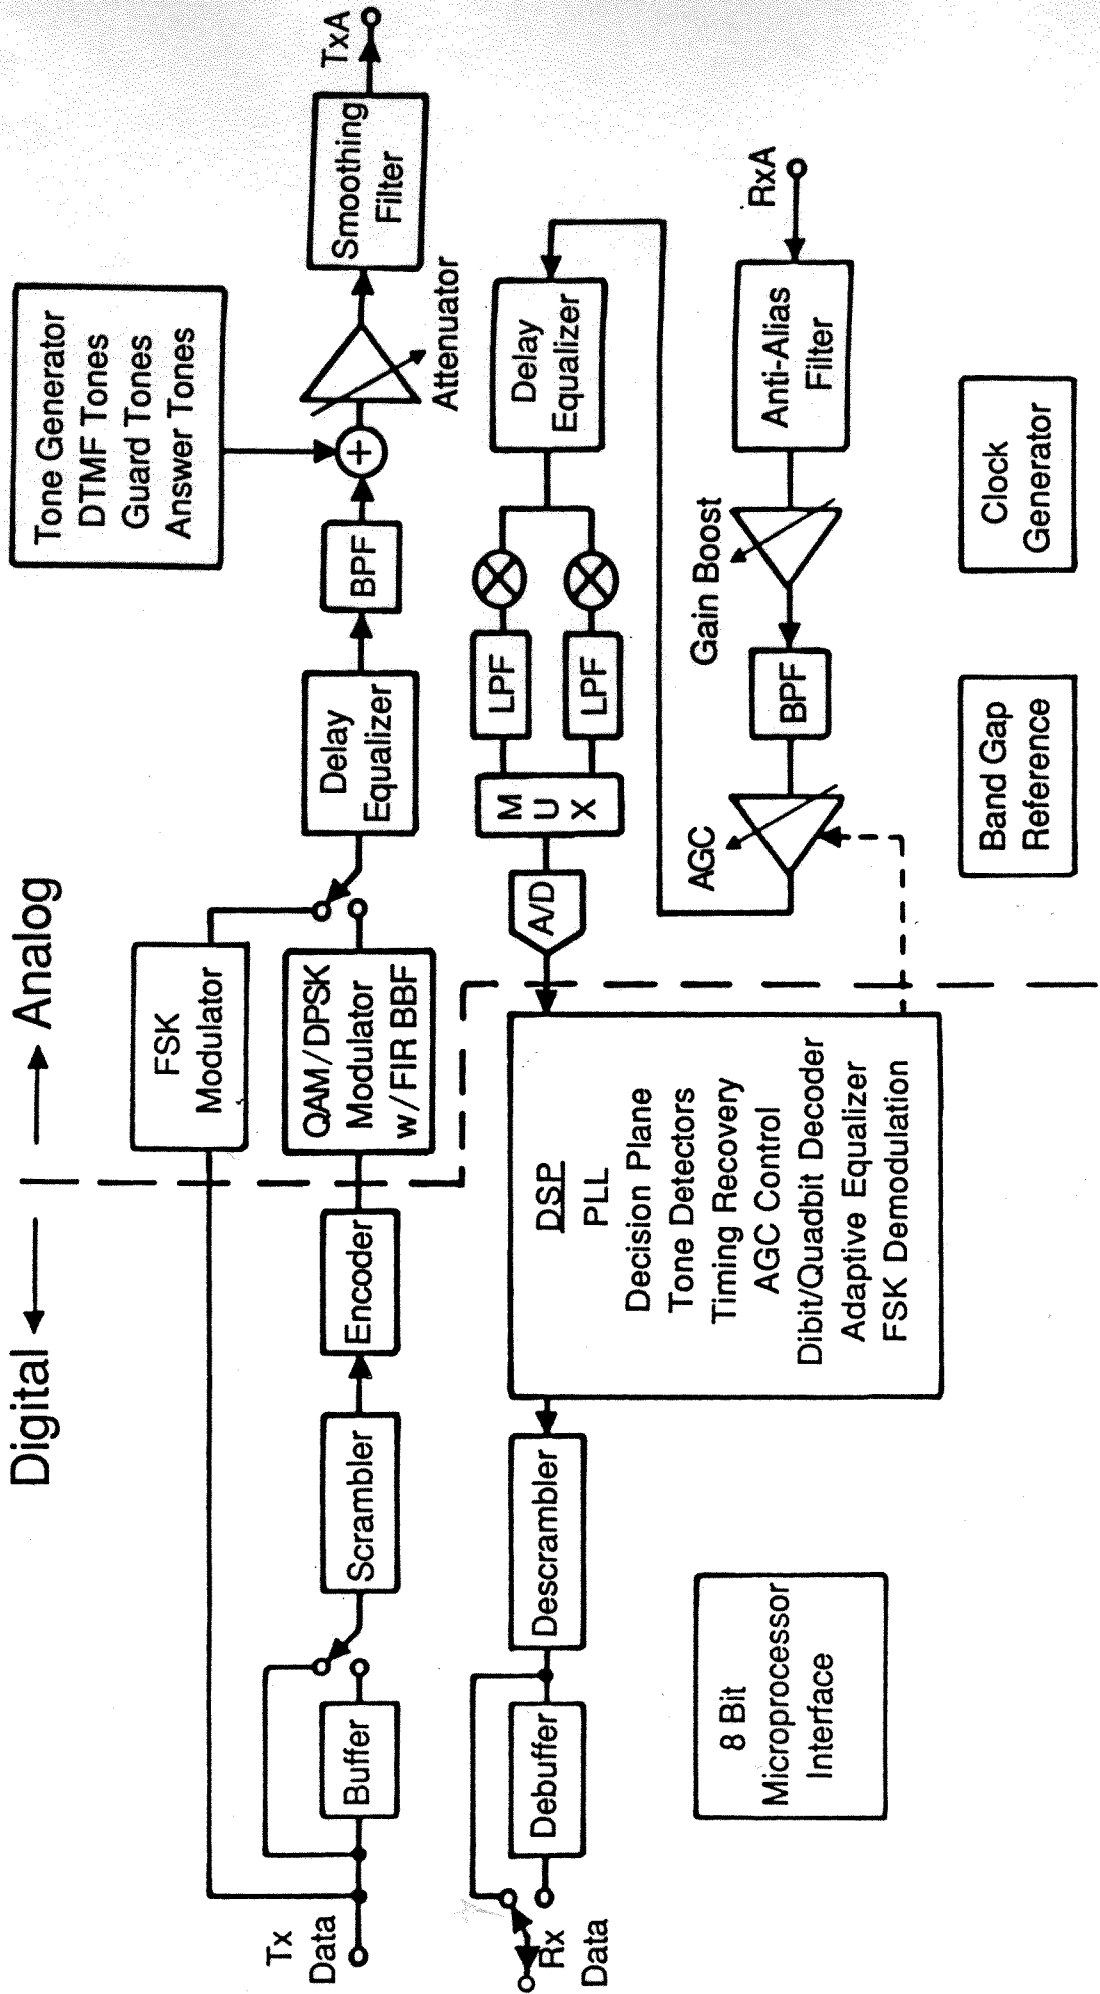 Digital
Analog
Tx
Data
Buffer
Scrambler
Encoder
FSK
Modulator
QAM/DPSK
Modulator
w/FIR BBF
Delay
Equalizer
BPF
+
Tone Generator
DTMF Tones
Guard Tones
Answer Tones
Attenuator
Smoothing
Filter
TxA
Rx
Data
Debuffer
Descrambler
DSP
PLL
Decision Plane
Tone Detectors
Timing Recovery
AGC Control
Dibit/Quadbit Decoder
Adaptive Equalizer
FSK Demodulation
A/D
M
U
X
LPF
LPF
Delay
Equalizer
AGC
BPF
Gain Boost
Anti-Alias
Filter
RxA
8 Bit
Microprocessor
Interface
Band Gap
Reference
Clock
Generator